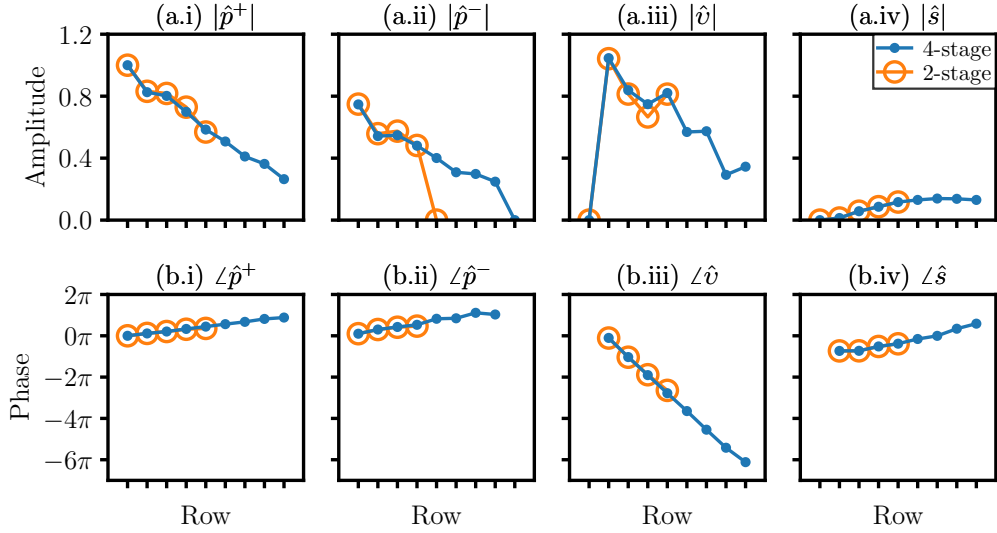 (a.i) |p̂⁺|
(a.ii) |p̂⁻|
(a.iii) |v̂|
(a.iv) |ŝ|
Amplitude
1.2
0.8
0.4
0.0
4-stage
2-stage
(b.i) ∠p̂⁺
(b.ii) ∠p̂⁻
(b.iii) ∠v̂
(b.iv) ∠ŝ
Phase
2π
0π
−2π
−4π
−6π
Row
Row
Row
Row